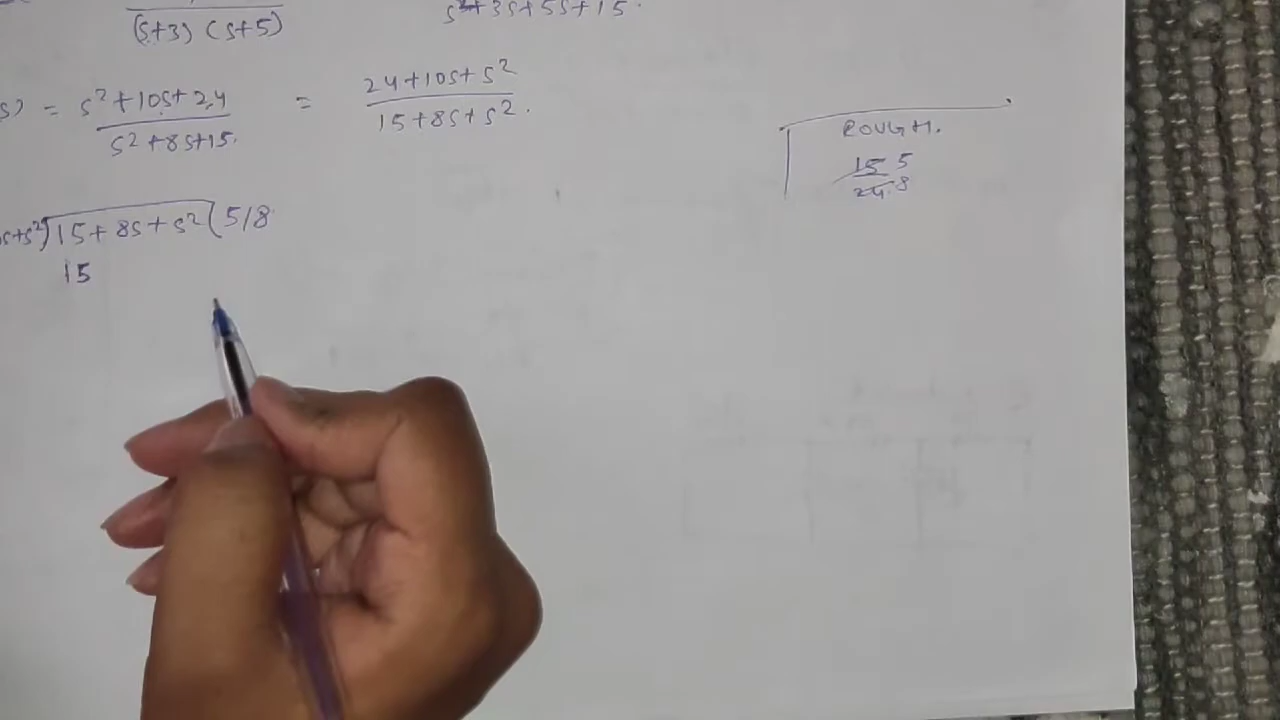 (s+3) (s+5)
s²+3s+5s+15.
s) = s²+10s+24 = 24+10s+s²
s²+8s+15. 15+8s+s².
ROUGH.
15 5
24. 8
s+s² 15+8s+s² ( 5/8
15